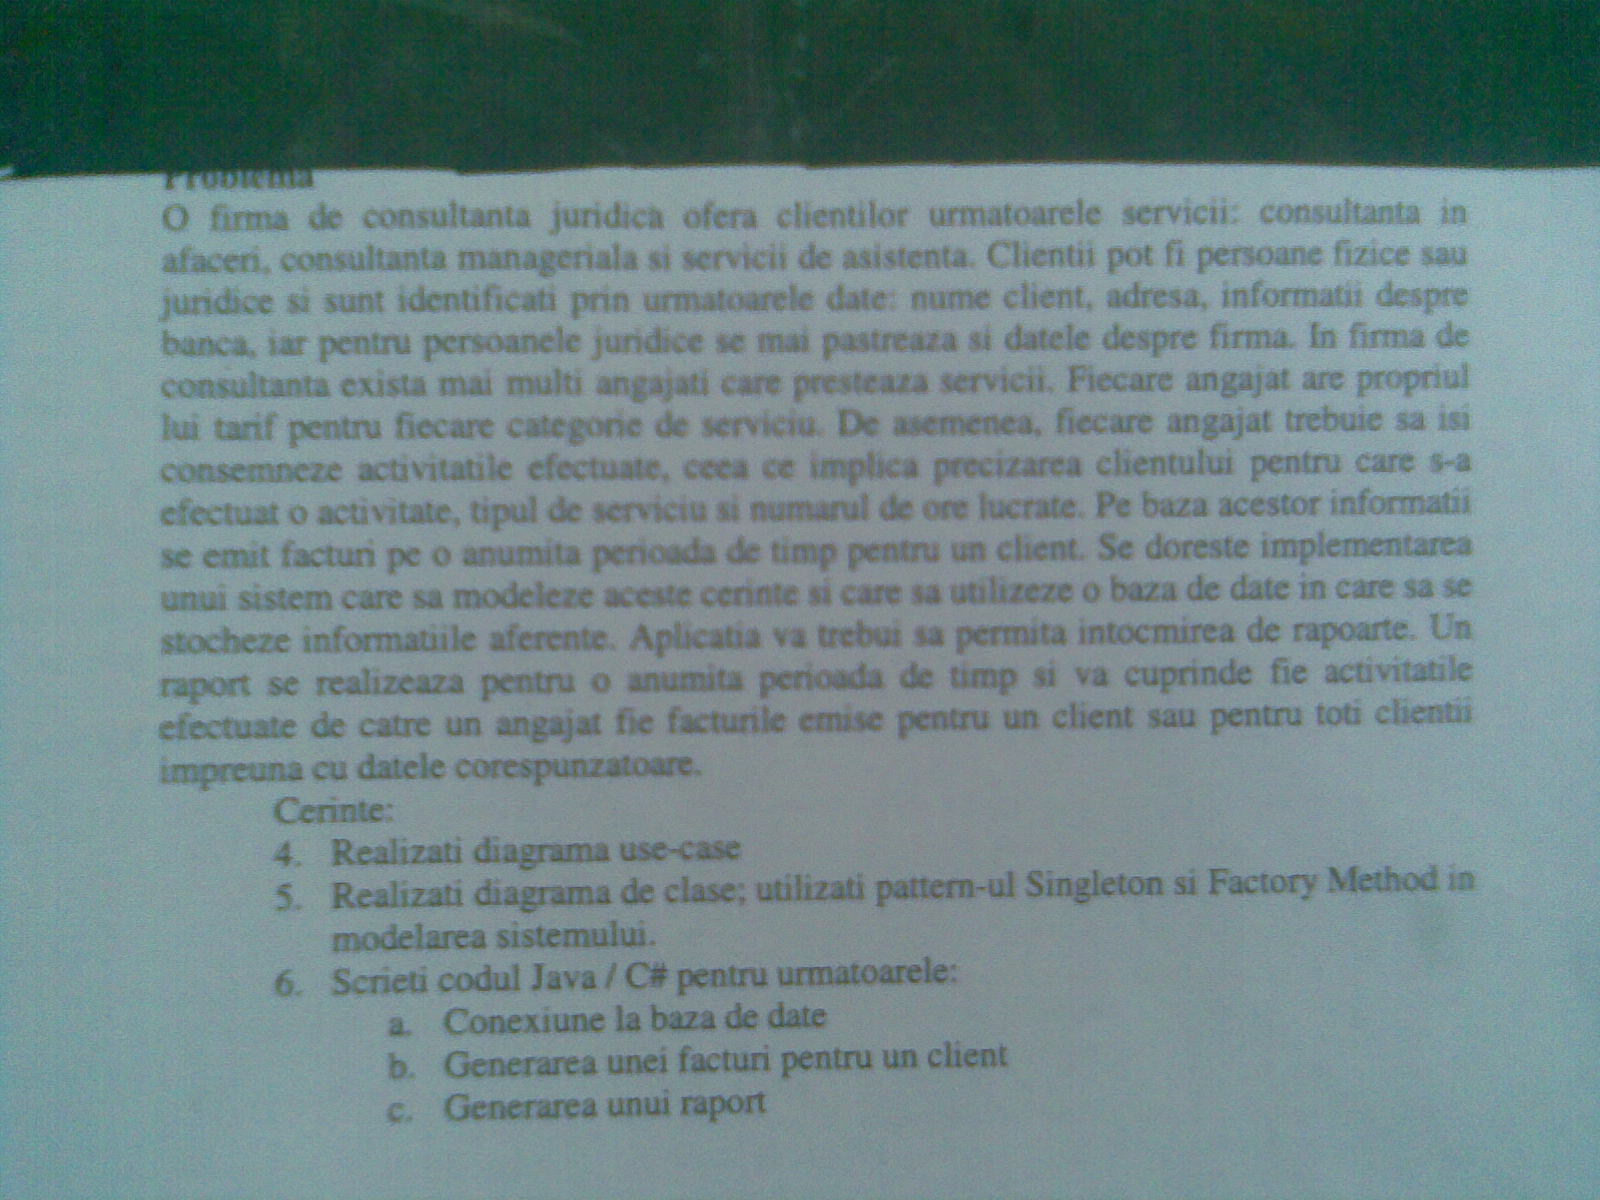 Problema
O firma de consultanta juridica ofera clientilor urmatoarele servicii: consultanta in
afaceri, consultanta manageriala si servicii de asistenta. Clientii pot fi persoane fizice sau
juridice si sunt identificati prin urmatoarele date: nume client, adresa, informatii despre
banca, iar pentru persoanele juridice se mai pastreaza si datele despre firma. In firma de
consultanta exista mai multi angajati care presteaza servicii. Fiecare angajat are propriul
lui tarif pentru fiecare categorie de serviciu. De asemenea, fiecare angajat trebuie sa isi
consemneze activitatile efectuate, ceea ce implica precizarea clientului pentru care s-a
efectuat o activitate, tipul de serviciu si numarul de ore lucrate. Pe baza acestor informatii
se emit facturi pe o anumita perioada de timp pentru un client. Se doreste implementarea
unui sistem care sa modeleze aceste cerinte si care sa utilizeze o baza de date in care sa se
stocheze informatiile aferente. Aplicatia va trebui sa permita intocmirea de rapoarte. Un
raport se realizeaza pentru o anumita perioada de timp si va cuprinde fie activitatile
efectuate de catre un angajat fie facturile emise pentru un client sau pentru toti clientii
impreuna cu datele corespunzatoare.
Cerinte:
4. Realizati diagrama use-case
5. Realizati diagrama de clase; utilizati pattern-ul Singleton si Factory Method in
modelarea sistemului.
6. Scrieti codul Java / C# pentru urmatoarele:
a. Conexiune la baza de date
b. Generarea unei facturi pentru un client
c. Generarea unui raport